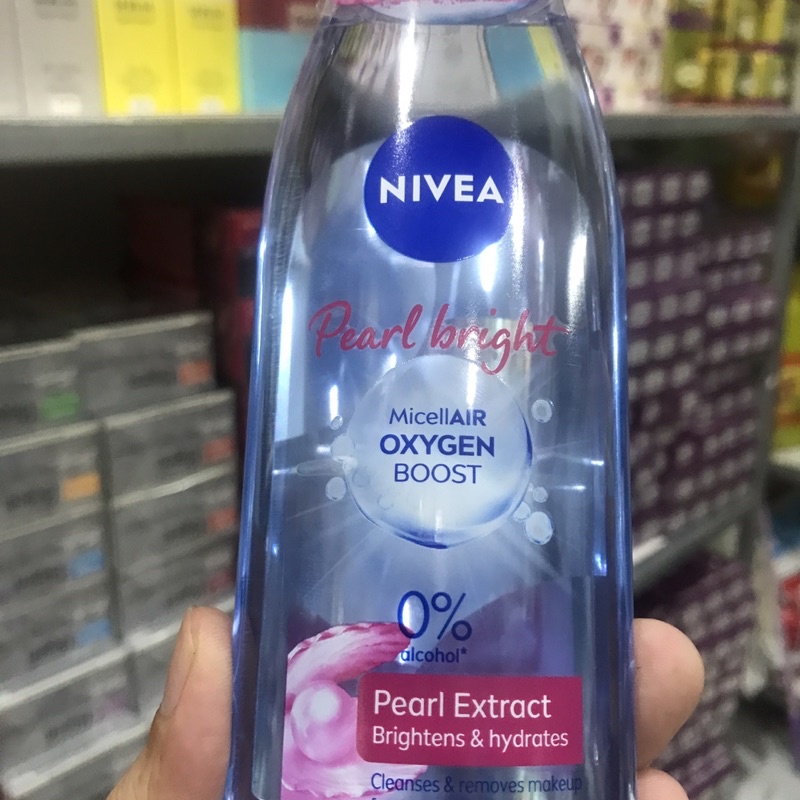 NIVEA
Pearl bright
MicellAIR
OXYGEN
BOOST
0%
alcohol*
Pearl Extract
Brightens & hydrates
Cleanses & removes makeup